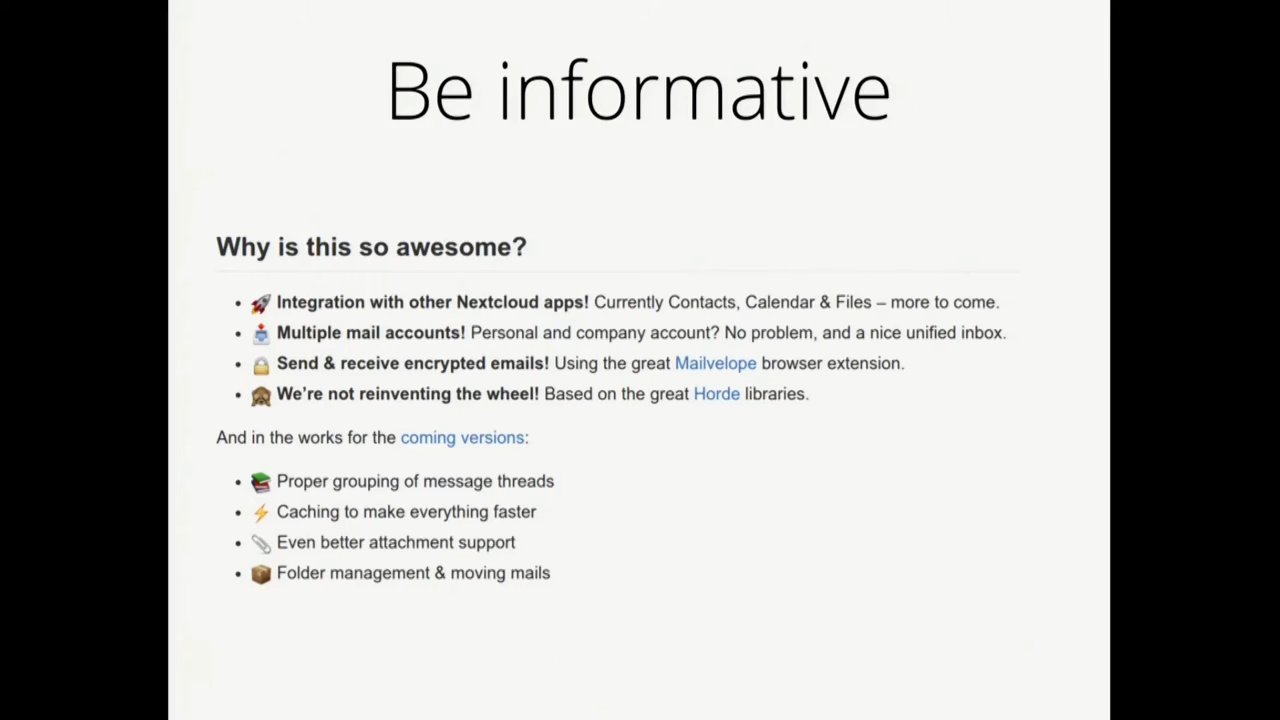 Be informative
Why is this so awesome?
🚀 Integration with other Nextcloud apps! Currently Contacts, Calendar & Files – more to come.
📥 Multiple mail accounts! Personal and company account? No problem, and a nice unified inbox.
🔒 Send & receive encrypted emails! Using the great Mailvelope browser extension.
🙈 We’re not reinventing the wheel! Based on the great Horde libraries.
And in the works for the coming versions:
📚 Proper grouping of message threads
⚡ Caching to make everything faster
📎 Even better attachment support
📦 Folder management & moving mails